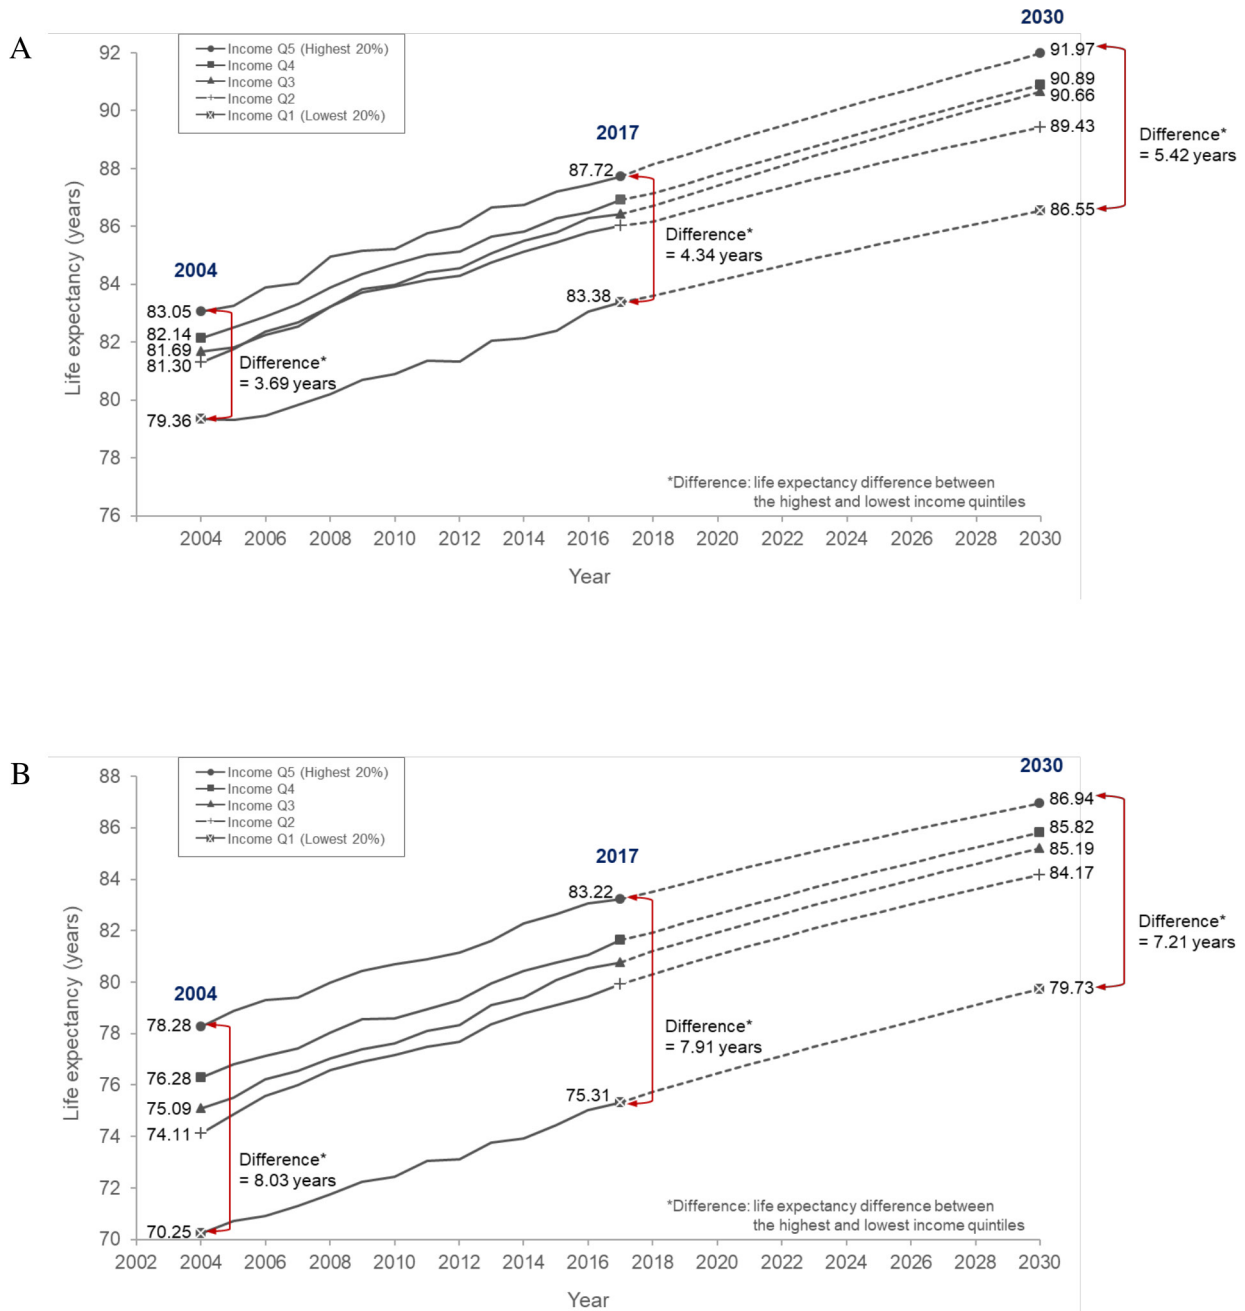 A
2030
Income Q5 (Highest 20%)
Income Q4
Income Q3
Income Q2
Income Q1 (Lowest 20%)
92
90
88
86
84
82
80
78
76
Life expectancy (years)
2004
83.05
82.14
81.69
81.30
79.36
Difference*
= 3.69 years
2017
87.72
83.38
Difference*
= 4.34 years
91.97
90.89
90.66
89.43
86.55
Difference*
= 5.42 years
*Difference: life expectancy difference between
the highest and lowest income quintiles
2002 2004 2006 2008 2010 2012 2014 2016 2018 2020 2022 2024 2026 2028 2030
Year
B
2030
Income Q5 (Highest 20%)
Income Q4
Income Q3
Income Q2
Income Q1 (Lowest 20%)
88
86
84
82
80
78
76
74
72
70
Life expectancy (years)
2004
78.28
76.28
75.09
74.11
70.25
Difference*
= 8.03 years
2017
83.22
75.31
Difference*
= 7.91 years
86.94
85.82
85.19
84.17
79.73
Difference*
= 7.21 years
*Difference: life expectancy difference between
the highest and lowest income quintiles
2002 2004 2006 2008 2010 2012 2014 2016 2018 2020 2022 2024 2026 2028 2030
Year